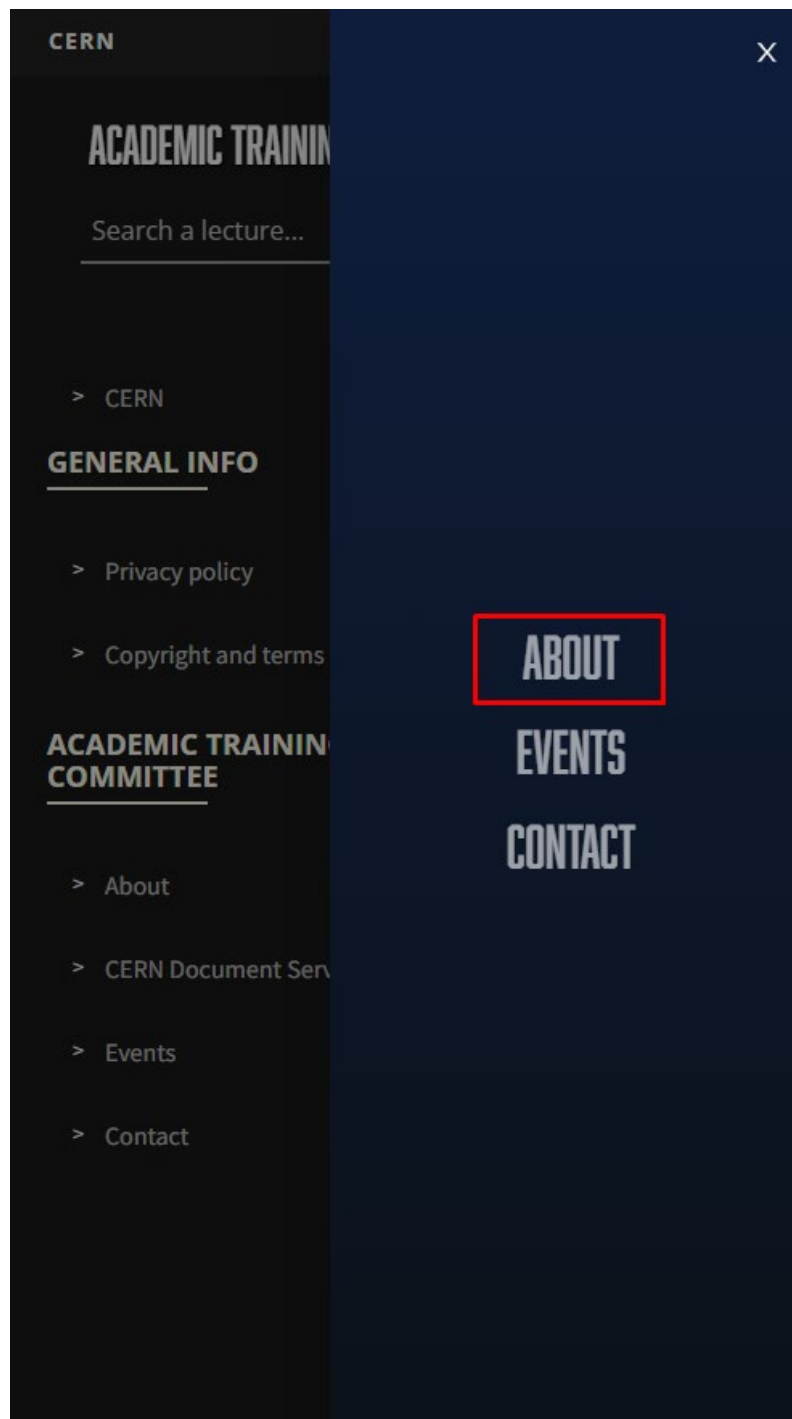 CERN
X
ACADEMIC TRAININ
Search a lecture...
> CERN
GENERAL INFO
> Privacy policy
> Copyright and terms
ACADEMIC TRAININ
COMMITTEE
> About
> CERN Document Serv
> Events
> Contact
ABOUT
EVENTS
CONTACT